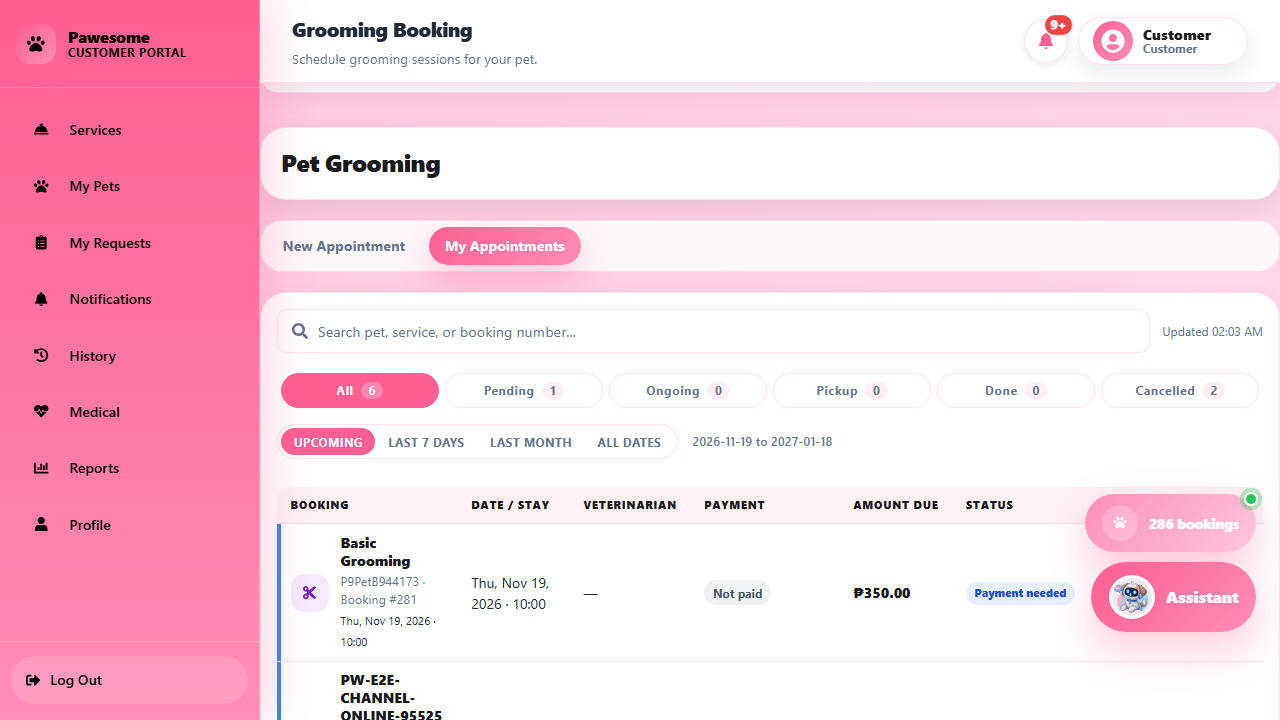 Pawesome
CUSTOMER PORTAL
Services
My Pets
My Requests
Notifications
History
Medical
Reports
Profile
Log Out
Grooming Booking
Schedule grooming sessions for your pet.
9+
Customer
Customer
Pet Grooming
New Appointment
My Appointments
Search pet, service, or booking number...
Updated 02:03 AM
All 6
Pending 1
Ongoing 0
Pickup 0
Done 0
Cancelled 2
UPCOMING
LAST 7 DAYS
LAST MONTH
ALL DATES
2026-11-19 to 2027-01-18
BOOKING
DATE / STAY
VETERINARIAN
PAYMENT
AMOUNT DUE
STATUS
Basic
Grooming
P9PetB944173 ·
Booking #281
Thu, Nov 19, 2026 ·
10:00
Thu, Nov 19,
2026 · 10:00
—
Not paid
₱350.00
Payment needed
286 bookings
Assistant
PW-E2E-
CHANNEL-
ONLINE-95525